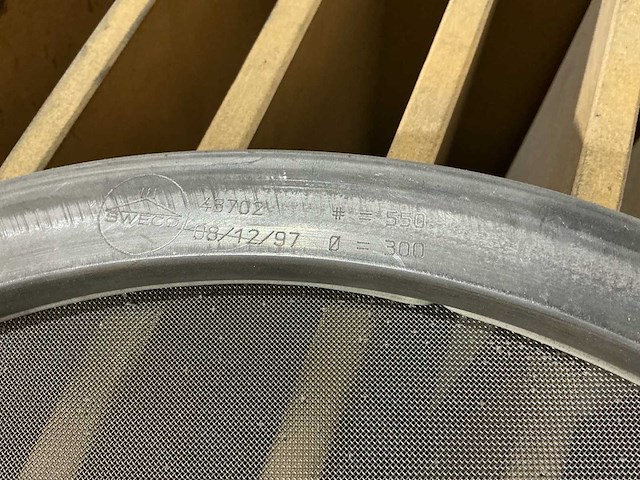 SWECO
48702 # = 550
08/12/97 Ø = 300